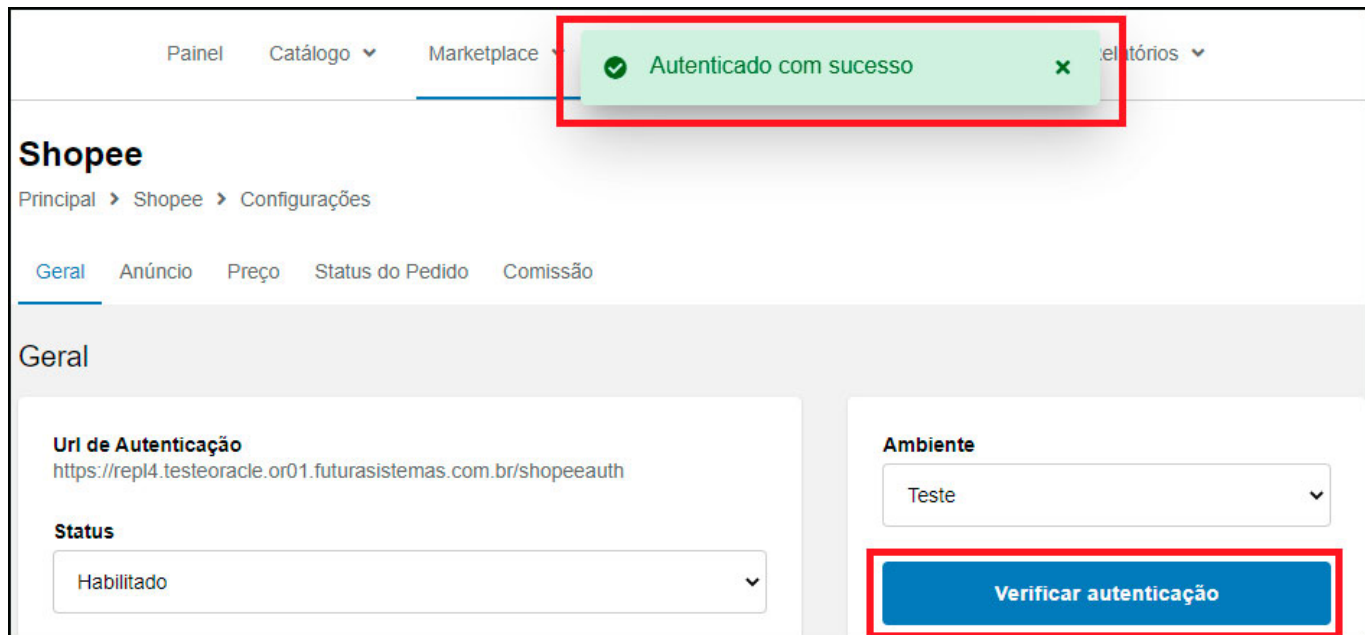 Painel Catálogo Marketplace Autenticado com sucesso
Shopee
Principal > Shopee > Configurações
Geral Anúncio Preço Status do Pedido Comissão
Geral
Url de Autenticação
https://repl4.testeoracle.or01.futurasistemas.com.br/shopeeauth
Status
Habilitado
Ambiente
Teste
Verificar autenticação